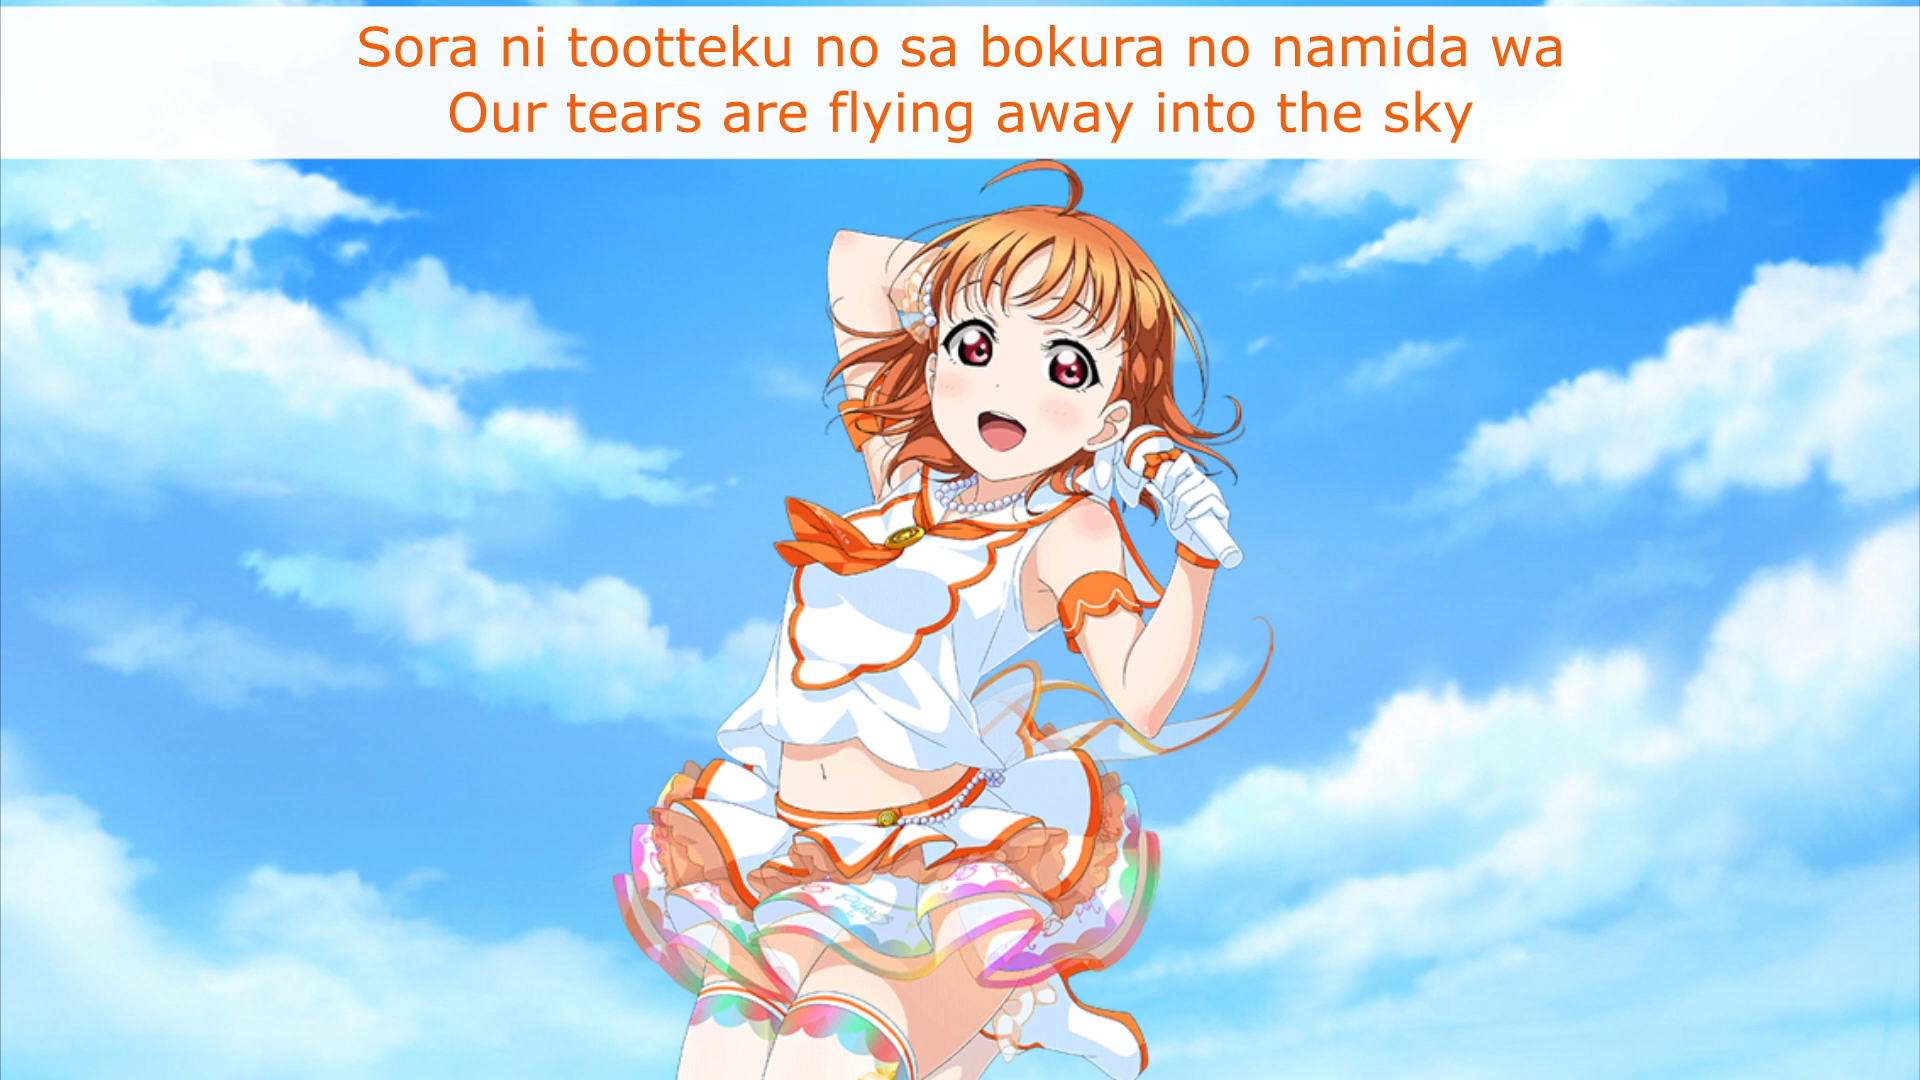 Sora ni tootteku no sa bokura no namida wa
Our tears are flying away into the sky